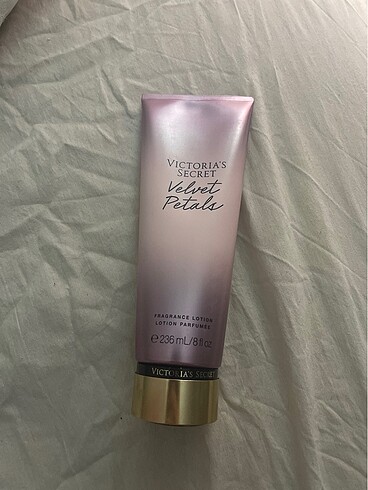 VICTORIA'S
SECRET
Velvet
Petals
FRAGRANCE LOTION
LOTION PARFUMÉE
℮ 236 mL/8 fl oz
VICTORIA'S SECRET